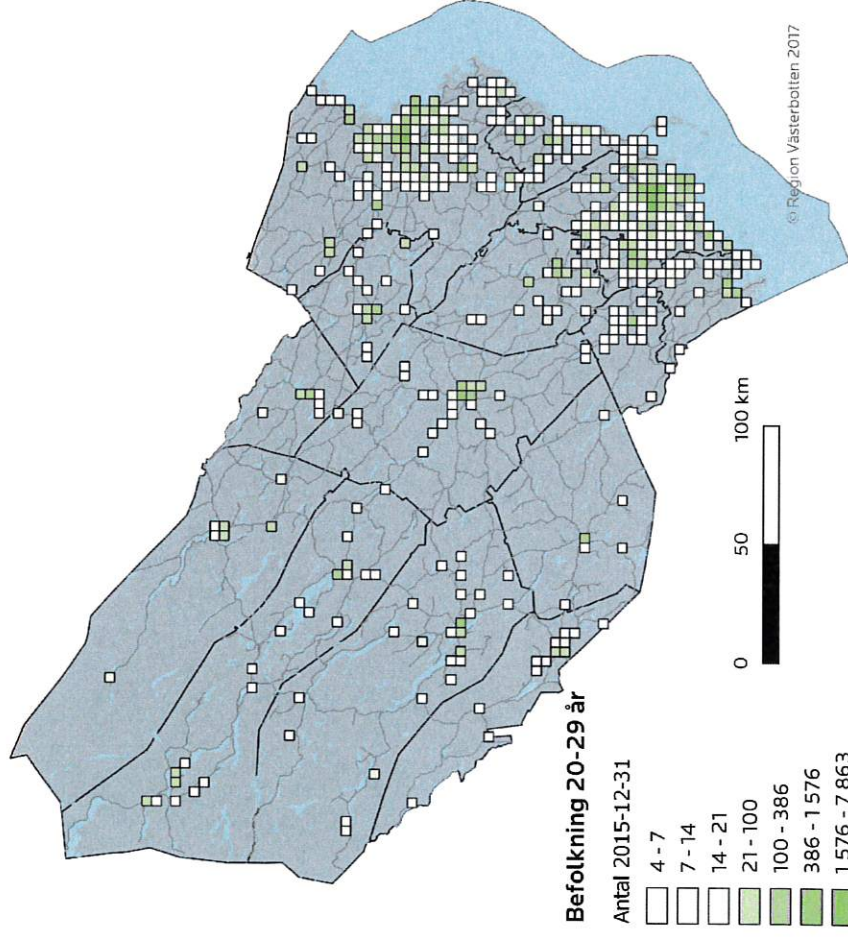 Befolkning 20-29 år
Antal 2015-12-31
4 - 7
7 - 14
14 - 21
21 - 100
100 - 386
386 - 1 576
1 576 - 7 863
0 50 100 km
© Region Västerbotten 2017